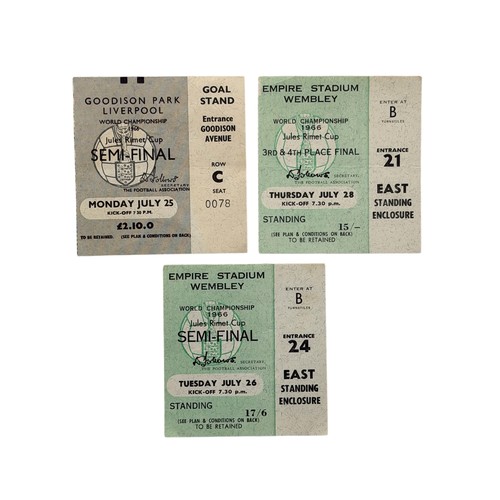 GOODISON PARK
LIVERPOOL
WORLD CHAMPIONSHIP
1966
Jules Rimet Cup
SEMI-FINAL
SECRETARY,
THE FOOTBALL ASSOCIATION
MONDAY JULY 25
KICK-OFF 7.30 P.M.
£2.10.0
TO BE RETAINED (SEE PLAN & CONDITIONS ON BACK)
GOAL
STAND
Entrance
GOODISON
AVENUE
ROW
C
SEAT
0078
EMPIRE STADIUM
WEMBLEY
WORLD CHAMPIONSHIP
1966
Jules Rimet Cup
3RD & 4TH PLACE FINAL
SECRETARY,
THE FOOTBALL ASSOCIATION
THURSDAY JULY 28
KICK-OFF 7.30 p.m.
STANDING 15/-
(SEE PLAN & CONDITIONS ON BACK)
TO BE RETAINED
ENTER AT
B
TURNSTILES
ENTRANCE
21
EAST
STANDING
ENCLOSURE
EMPIRE STADIUM
WEMBLEY
WORLD CHAMPIONSHIP
1966
Jules Rimet Cup
SEMI-FINAL
SECRETARY,
THE FOOTBALL ASSOCIATION
TUESDAY JULY 26
KICK-OFF 7.30 p.m.
STANDING 17/6
(SEE PLAN & CONDITIONS ON BACK)
TO BE RETAINED
ENTER AT
B
TURNSTILES
ENTRANCE
24
EAST
STANDING
ENCLOSURE